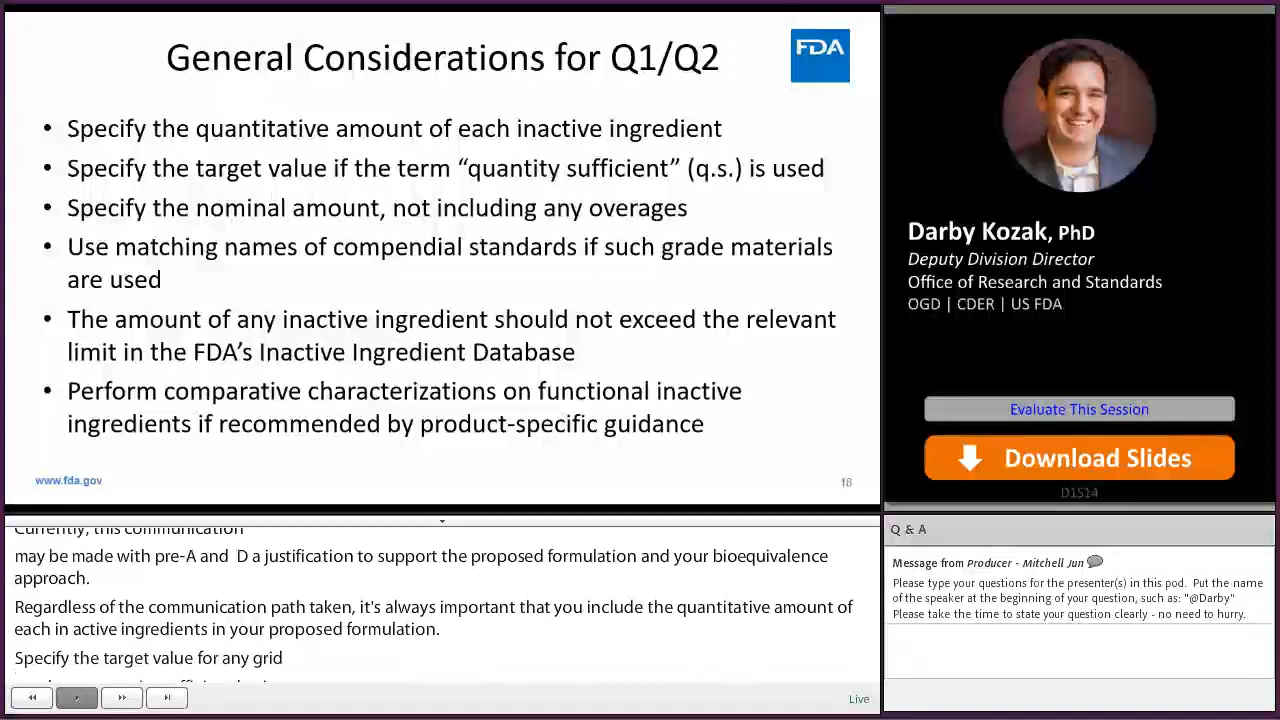 General Considerations for Q1/Q2
FDA
• Specify the quantitative amount of each inactive ingredient
• Specify the target value if the term “quantity sufficient” (q.s.) is used
• Specify the nominal amount, not including any overages
• Use matching names of compendial standards if such grade materials
are used
• The amount of any inactive ingredient should not exceed the relevant
limit in the FDA’s Inactive Ingredient Database
• Perform comparative characterizations on functional inactive
ingredients if recommended by product-specific guidance
www.fda.gov
18
Darby Kozak, PhD
Deputy Division Director
Office of Research and Standards
OGD | CDER | US FDA
Evaluate This Session
Download Slides
D1S14
Currently, this communication
may be made with pre-A and  D a justification to support the proposed formulation and your bioequivalence
approach.
Regardless of the communication path taken, it's always important that you include the quantitative amount of
each in active ingredients in your proposed formulation.
Specify the target value for any grid
Live
Q & A
Message from Producer - Mitchell Jun
Please type your questions for the presenter(s) in this pod. Put the name
of the speaker at the beginning of your question, such as: "@Darby"
Please take the time to state your question clearly - no need to hurry.